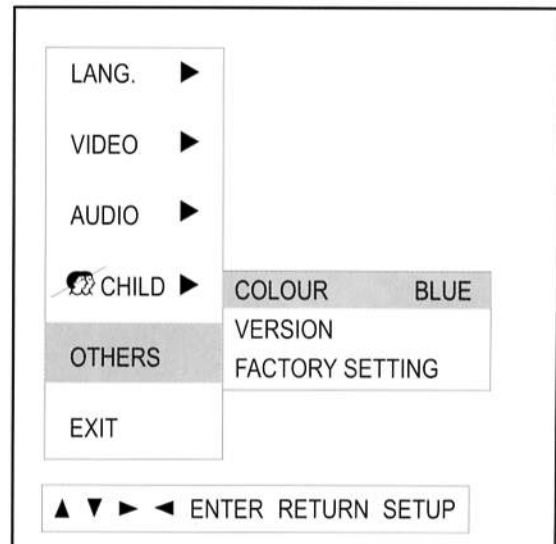 LANG. ►
VIDEO ►
AUDIO ►
CHILD ►
OTHERS
EXIT
COLOUR BLUE
VERSION
FACTORY SETTING
▲ ▼ ► ◄ ENTER RETURN SETUP